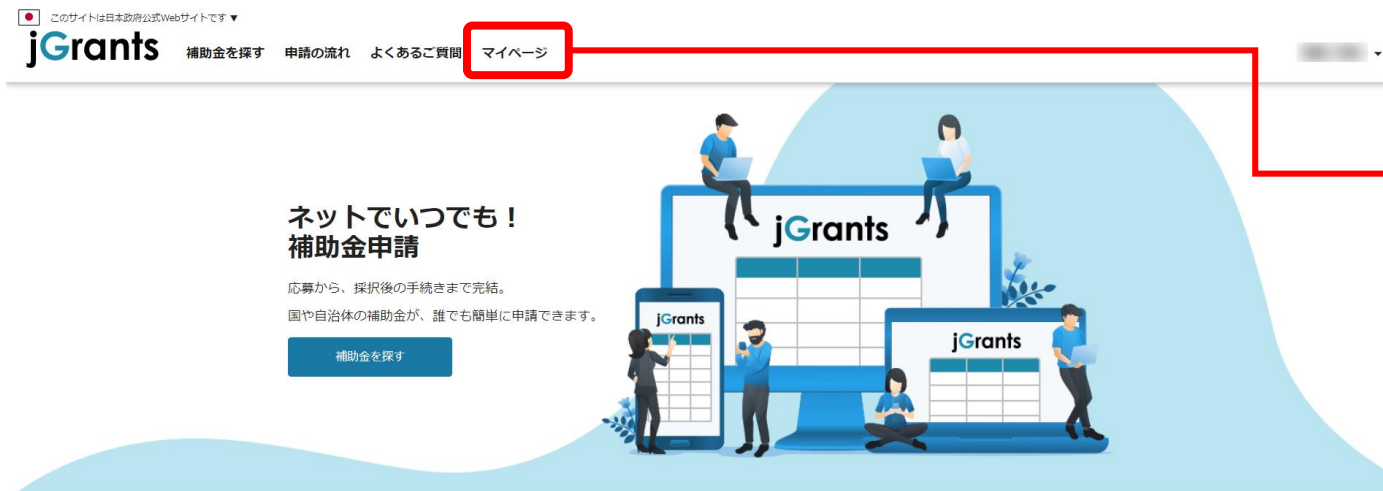 このサイトは日本政府公式Webサイトです▼
jGrants 補助金を探す 申請の流れ よくあるご質問 マイページ
ネットでいつでも！
補助金申請
応募から、採択後の手続きまで完結。
国や自治体の補助金が、誰でも簡単に申請できます。
補助金を探す
jGrants
jGrants
jGrants